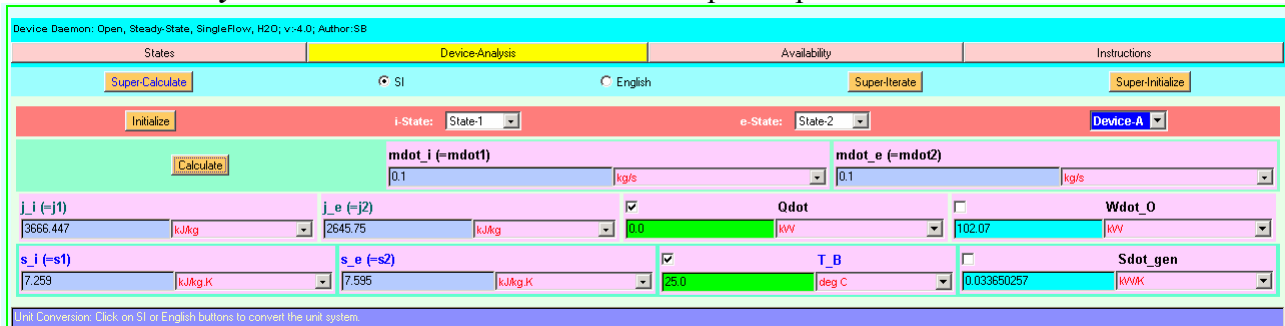 Device Daemon: Open, Steady-State, SingleFlow, H2O; v:-4.0; Author:SB
States Device-Analysis Availability Instructions
Super-Calculate SI English Super-Iterate Super-Initialize
Initialize i-State: State-1 e-State: State-2 Device-A
Calculate mdot_i (=mdot1) mdot_e (=mdot2)
0.1 kg/s 0.1 kg/s
j_i (=j1) j_e (=j2) Qdot Wdot_O
3666.447 kJ/kg 2645.75 kJ/kg 0.0 kW 102.07 kW
s_i (=s1) s_e (=s2) T_B Sdot_gen
7.259 kJ/kg.K 7.595 kJ/kg.K 25.0 deg C 0.033650257 kW/K
Unit Conversion: Click on SI or English buttons to convert the unit system.